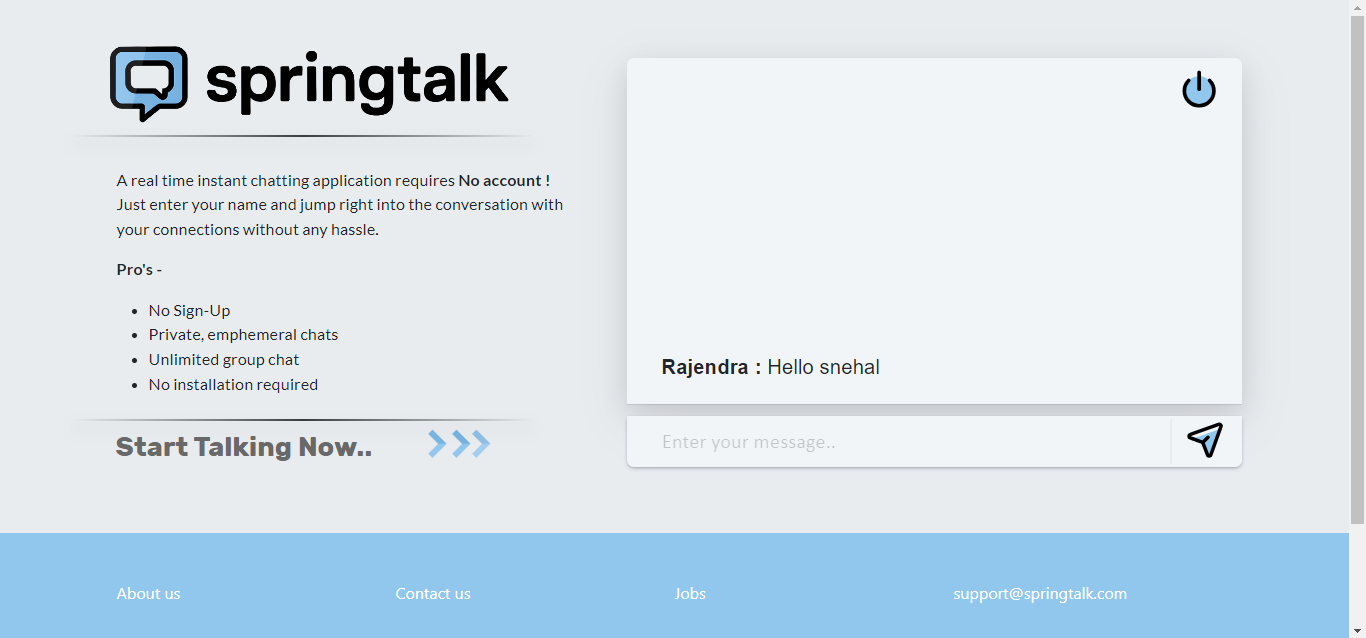 springtalk
A real time instant chatting application requires No account !
Just enter your name and jump right into the conversation with
your connections without any hassle.
Pro's -
No Sign-Up
Private, emphemeral chats
Unlimited group chat
No installation required
Start Talking Now..
Rajendra : Hello snehal
Enter your message..
About us
Contact us
Jobs
support@springtalk.com